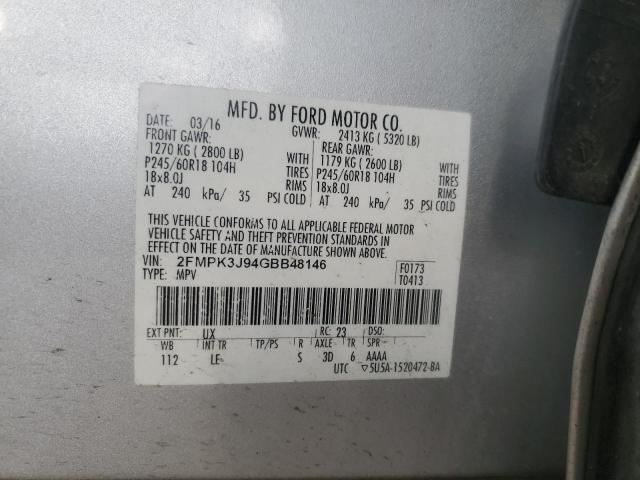 MFD. BY FORD MOTOR CO.
DATE: 03/16 GVWR: 2413 KG ( 5320 LB)
FRONT GAWR: REAR GAWR:
1270 KG ( 2800 LB) WITH 1179 KG ( 2600 LB) WITH
P245/60R18 104H TIRES P245/60R18 104H TIRES
18x8.0J RIMS 18x8.0J RIMS
AT 240 kPa/ 35 PSI COLD AT 240 kPa/ 35 PSI COLD
THIS VEHICLE CONFORMS TO ALL APPLICABLE FEDERAL MOTOR
VEHICLE SAFETY AND THEFT PREVENTION STANDARDS IN
EFFECT ON THE DATE OF MANUFACTURE SHOWN ABOVE.
VIN: 2FMPK3J94GBB48146 F0173
TYPE: MPV T0413
EXT PNT: UX RC: 23 DSO:
WB INT TR TP/PS R AXLE TR SPR
112 LE S 3D 6 AAAA
UTC 5U5A-1520472-BA